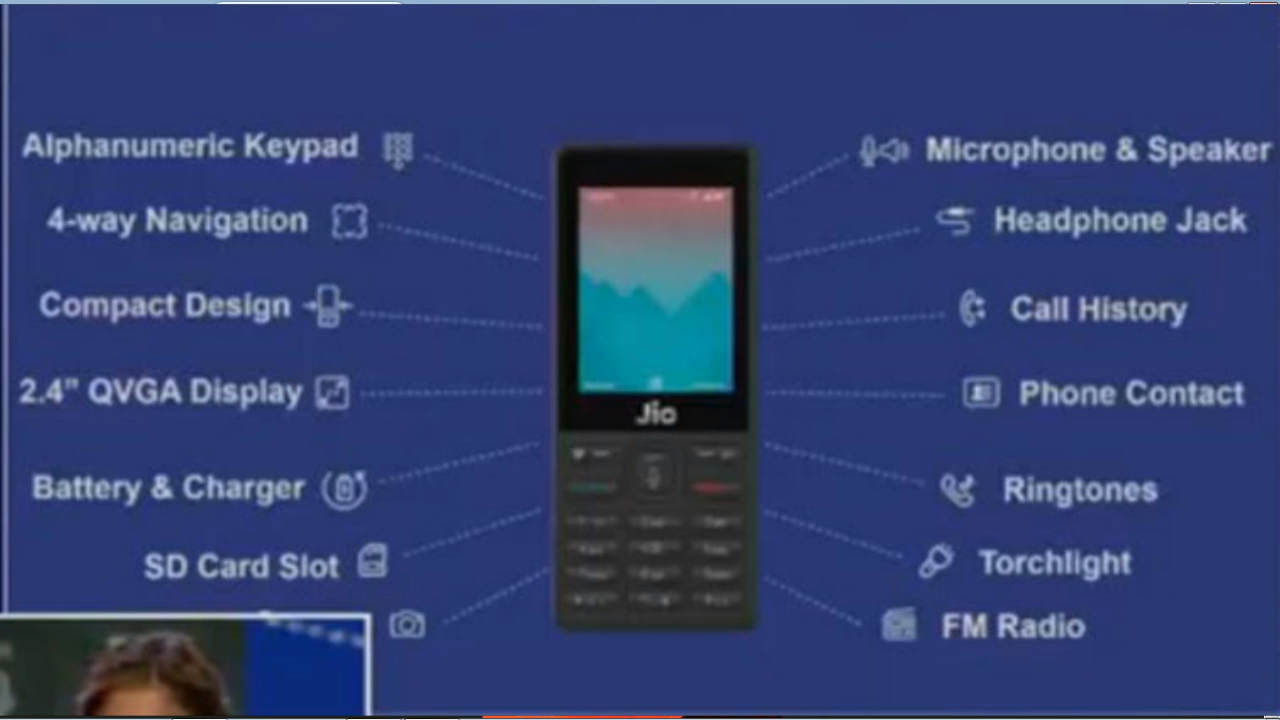 Alphanumeric Keypad
4-way Navigation
Compact Design
2.4” QVGA Display
Battery & Charger
SD Card Slot
Jio
Microphone & Speaker
Headphone Jack
Call History
Phone Contact
Ringtones
Torchlight
FM Radio